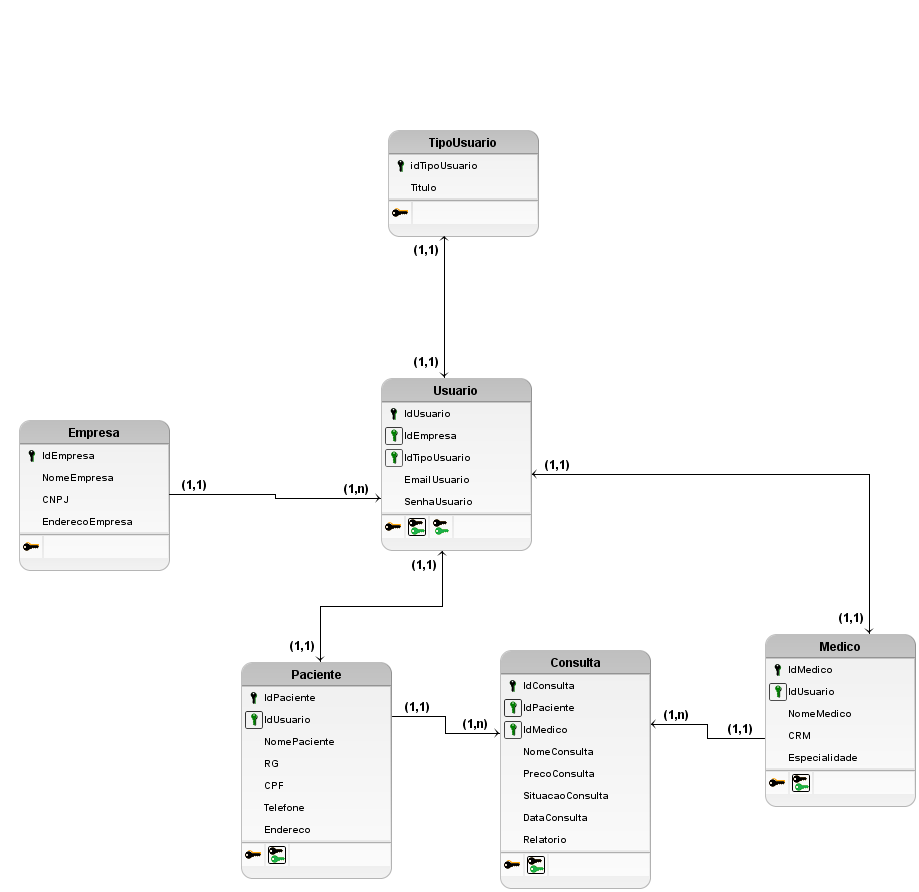 TipoUsuario
idTipoUsuario
Titulo
(1,1)
(1,1)
Usuario
IdUsuario
IdEmpresa
IdTipoUsuario
EmailUsuario
SenhaUsuario
Empresa
IdEmpresa
NomeEmpresa
CNPJ
EnderecoEmpresa
(1,1)
(1,n)
(1,1)
(1,1)
(1,1)
(1,1)
Paciente
IdPaciente
IdUsuario
NomePaciente
RG
CPF
Telefone
Endereco
(1,1)
(1,n)
Consulta
IdConsulta
IdPaciente
IdMedico
NomeConsulta
PrecoConsulta
SituacaoConsulta
DataConsulta
Relatorio
(1,n)
(1,1)
Medico
IdMedico
IdUsuario
NomeMedico
CRM
Especialidade